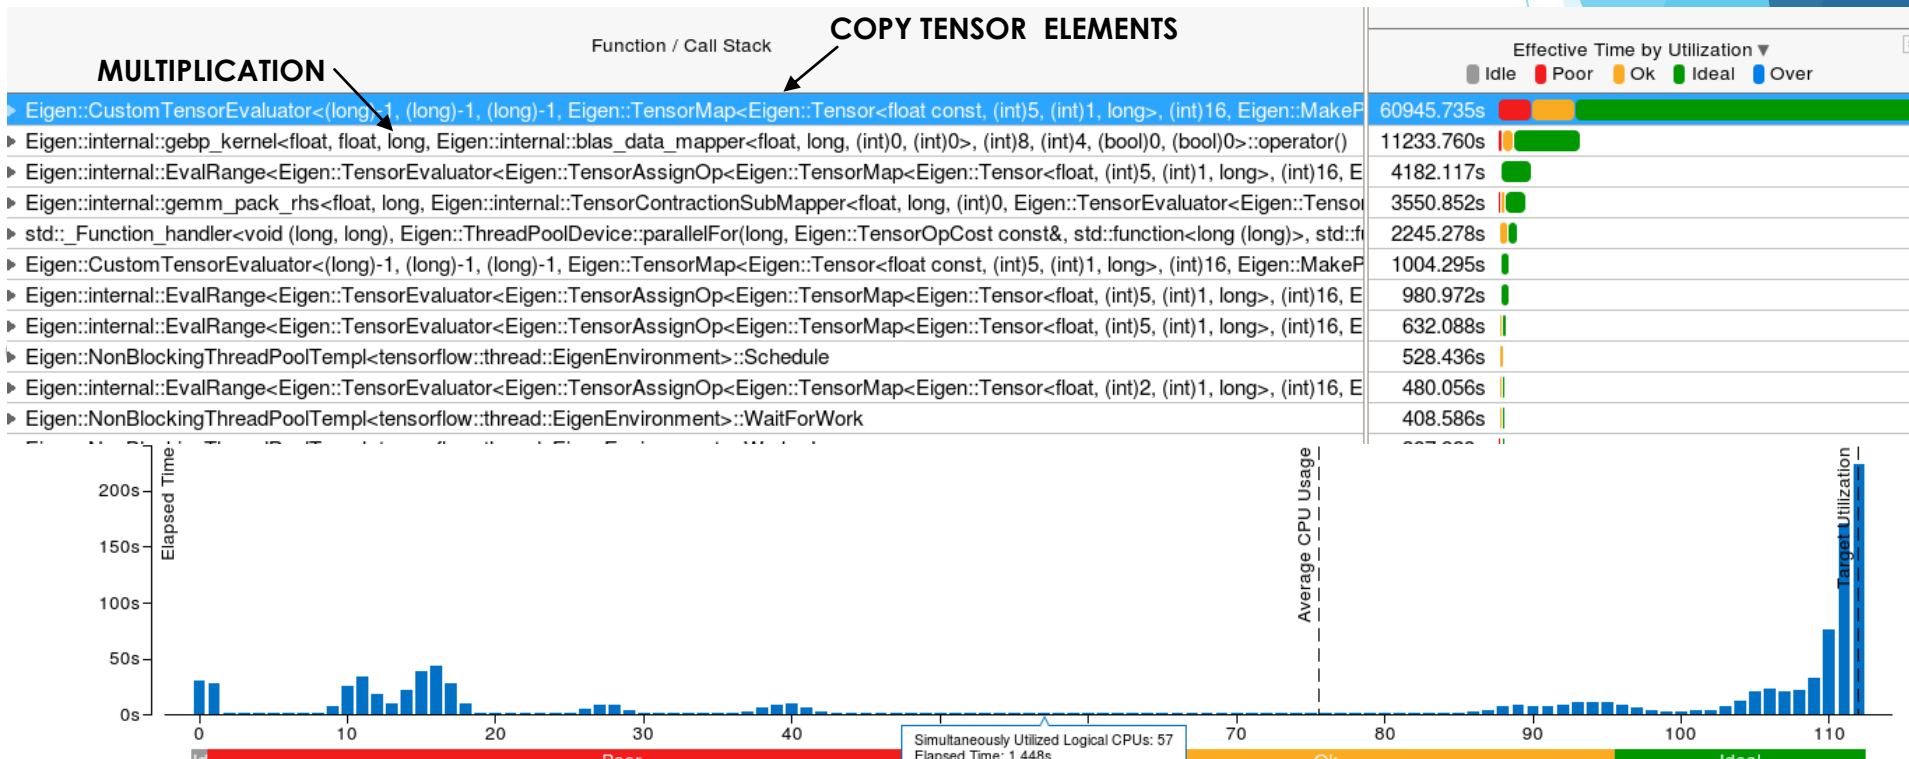 COPY TENSOR ELEMENTS
MULTIPLICATION
Function / Call Stack
Effective Time by Utilization ▼
Idle Poor Ok Ideal Over
Eigen::CustomTensorEvaluator<(long)-1, (long)-1, (long)-1, Eigen::TensorMap<Eigen::Tensor<float const, (int)5, (int)1, long>, (int)16, Eigen::MakeP 60945.735s
Eigen::internal::gebp_kernel<float, float, long, Eigen::internal::blas_data_mapper<float, long, (int)0, (int)0>, (int)8, (int)4, (bool)0, (bool)0>::operator() 11233.760s
Eigen::internal::EvalRange<Eigen::TensorEvaluator<Eigen::TensorAssignOp<Eigen::TensorMap<Eigen::Tensor<float, (int)5, (int)1, long>, (int)16, E 4182.117s
Eigen::internal::gemm_pack_rhs<float, long, Eigen::internal::TensorContractionSubMapper<float, long, (int)0, Eigen::TensorEvaluator<Eigen::Tensor 3550.852s
std::_Function_handler<void (long, long), Eigen::ThreadPoolDevice::parallelFor(long, Eigen::TensorOpCost const&, std::function<long (long)>, std::f 2245.278s
Eigen::CustomTensorEvaluator<(long)-1, (long)-1, (long)-1, Eigen::TensorMap<Eigen::Tensor<float const, (int)5, (int)1, long>, (int)16, Eigen::MakeP 1004.295s
Eigen::internal::EvalRange<Eigen::TensorEvaluator<Eigen::TensorAssignOp<Eigen::TensorMap<Eigen::Tensor<float, (int)5, (int)1, long>, (int)16, E 980.972s
Eigen::internal::EvalRange<Eigen::TensorEvaluator<Eigen::TensorAssignOp<Eigen::TensorMap<Eigen::Tensor<float, (int)5, (int)1, long>, (int)16, E 632.088s
Eigen::NonBlockingThreadPoolTempl<tensorflow::thread::EigenEnvironment>::Schedule 528.436s
Eigen::internal::EvalRange<Eigen::TensorEvaluator<Eigen::TensorAssignOp<Eigen::TensorMap<Eigen::Tensor<float, (int)2, (int)1, long>, (int)16, E 480.056s
Eigen::NonBlockingThreadPoolTempl<tensorflow::thread::EigenEnvironment>::WaitForWork 408.586s
Elapsed Time
200s
150s
100s
50s
0s
Average CPU Usage
Target Utilization
0 10 20 30 40 70 80 90 100 110
Simultaneously Utilized Logical CPUs: 57
Elapsed Time: 1.448s
Poor Ok Ideal